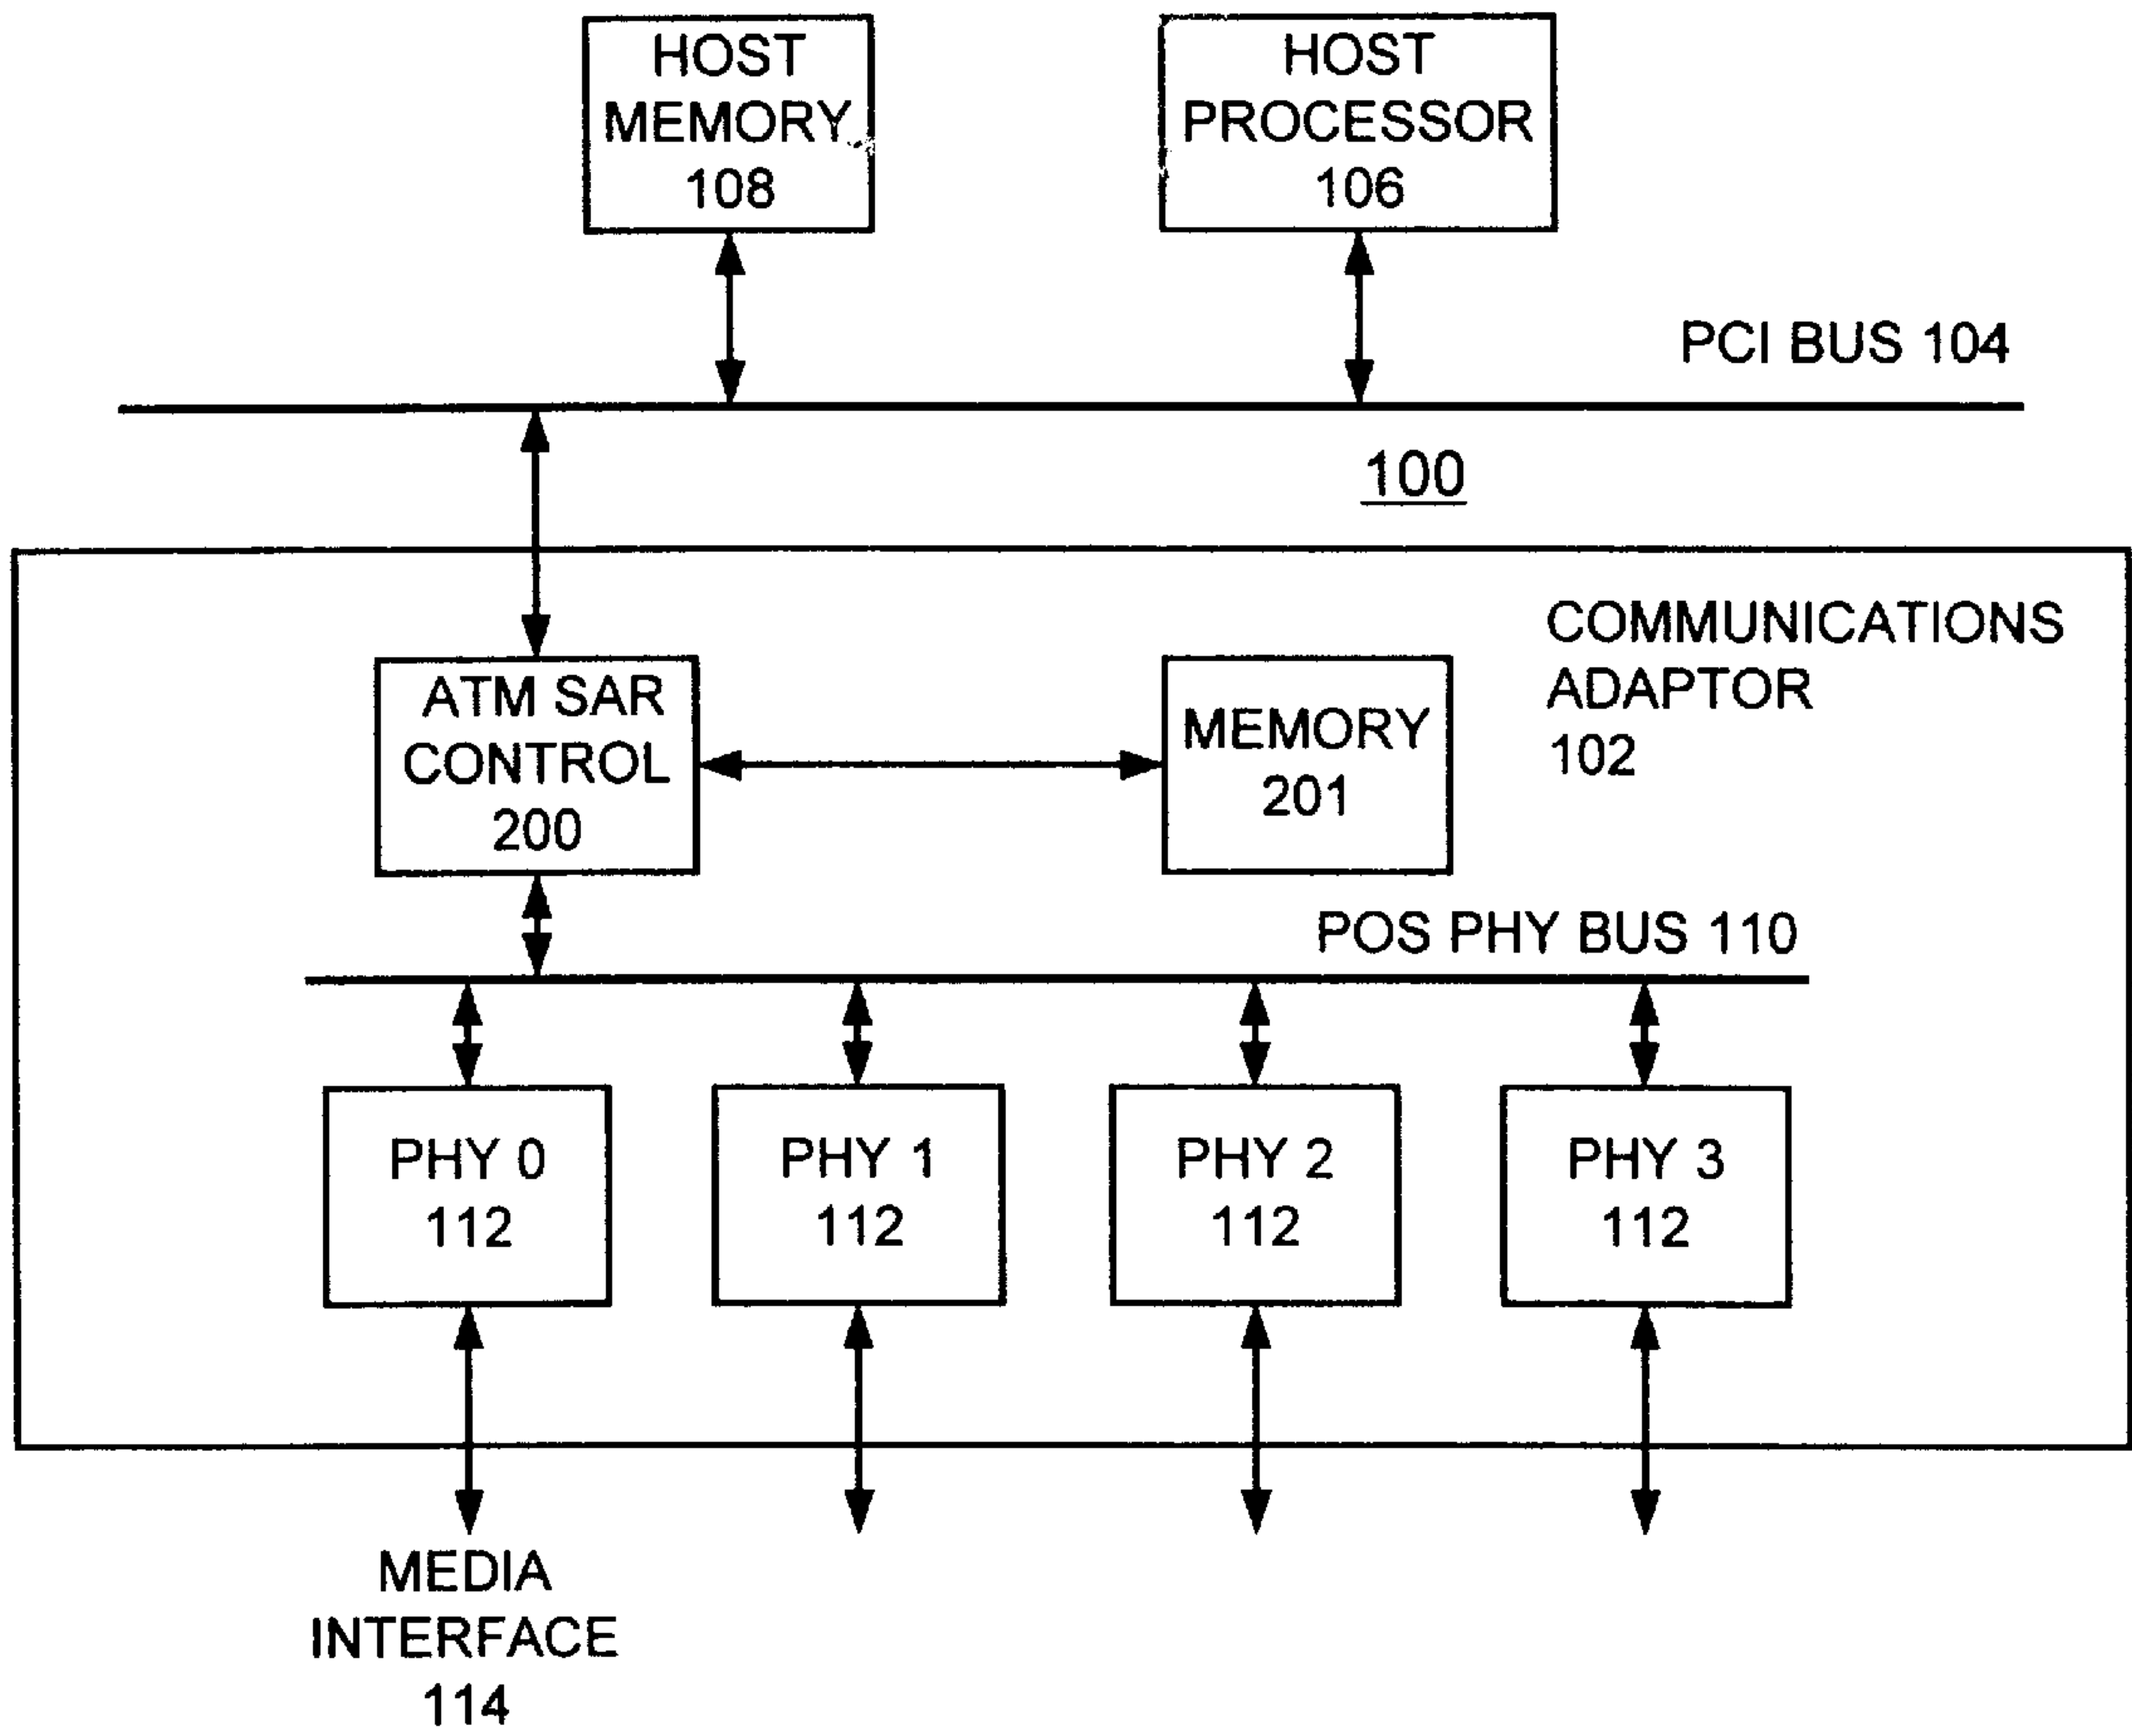 HOST
MEMORY
108
HOST
PROCESSOR
106
PCI BUS 104
100
COMMUNICATIONS
ADAPTOR
102
ATM SAR
CONTROL
200
MEMORY
201
POS PHY BUS 110
PHY 0
112
PHY 1
112
PHY 2
112
PHY 3
112
MEDIA
INTERFACE
114